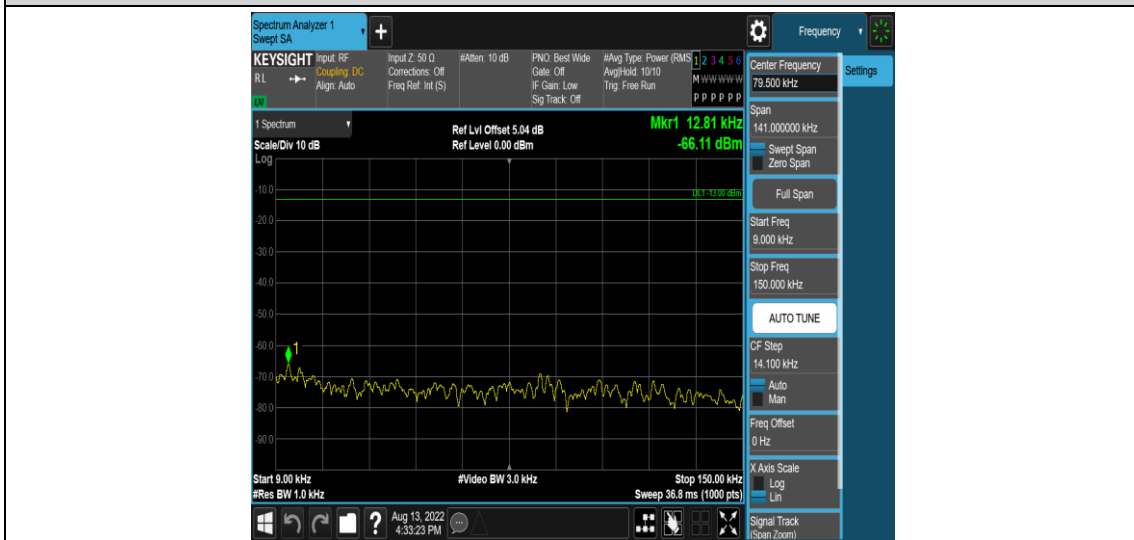 Spectrum Analyzer 1
Swept SA
+
Frequency
KEYSIGHT
RL
LXI
Input: RF
Coupling: DC
Align: Auto
Input Z: 50 Ω
Corrections: Off
Freq Ref: Int (S)
#Atten: 10 dB
PNO: Best Wide
Gate: Off
IF Gain: Low
Sig Track: Off
#Avg Type: Power (RMS
Avg|Hold: 10/10
Trig: Free Run
1 2 3 4 5 6
M W W W W W
P P P P P P
1 Spectrum
Scale/Div 10 dB
Log
Ref Lvl Offset 5.04 dB
Ref Level 0.00 dBm
Mkr1 12.81 kHz
-66.11 dBm
DL1 -13.00 dBm
-10.0
-20.0
-30.0
-40.0
-50.0
-60.0
1
-70.0
-80.0
-90.0
Start 9.00 kHz
#Video BW 3.0 kHz
Stop 150.00 kHz
#Res BW 1.0 kHz
Sweep 36.8 ms (1000 pts)
Center Frequency
79.500 kHz
Settings
Span
141.000000 kHz
Swept Span
Zero Span
Full Span
Start Freq
9.000 kHz
Stop Freq
150.000 kHz
AUTO TUNE
CF Step
14.100 kHz
Auto
Man
Freq Offset
0 Hz
X Axis Scale
Log
Lin
Signal Track
(Span Zoom)
?
Aug 13, 2022
4:33:23 PM